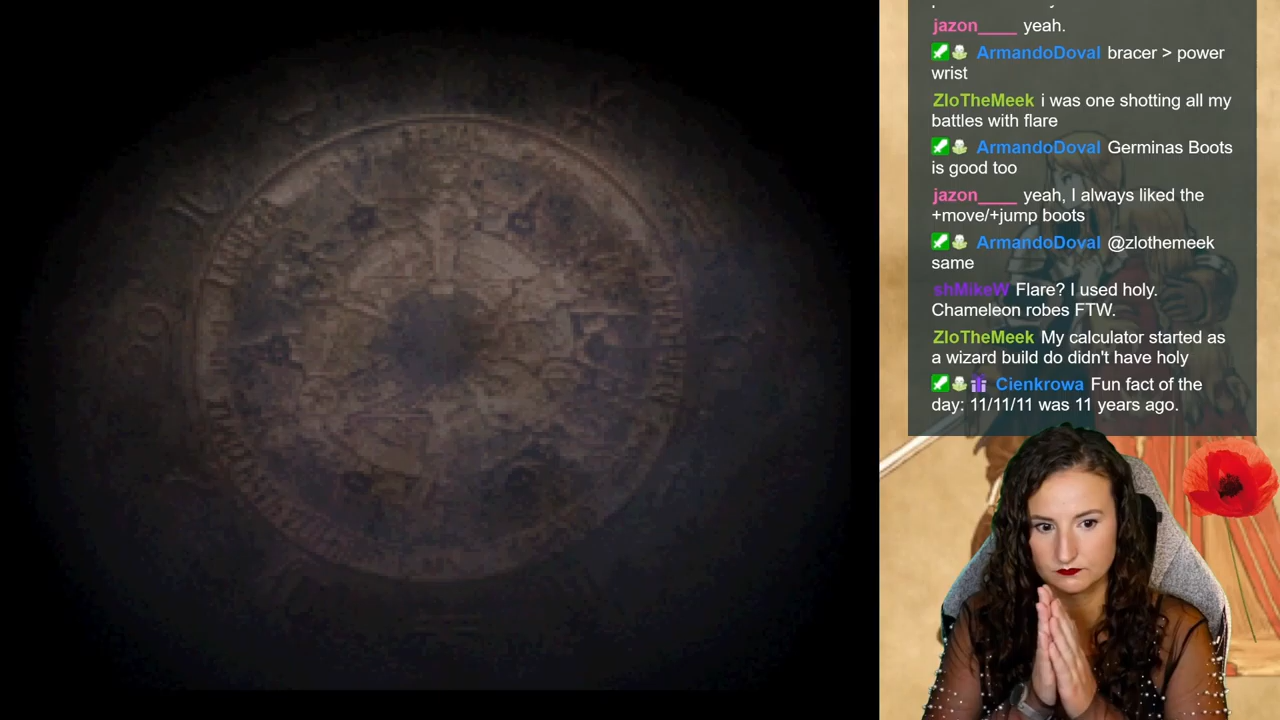 jazon____ yeah.
ArmandoDoval bracer > power
wrist
ZloTheMeek i was one shotting all my
battles with flare
ArmandoDoval Germinas Boots
is good too
jazon____ yeah, I always liked the
+move/+jump boots
ArmandoDoval @zlothemeek
same
shMikeW Flare? I used holy.
Chameleon robes FTW.
ZloTheMeek My calculator started as
a wizard build do didn't have holy
Cienkrowa Fun fact of the
day: 11/11/11 was 11 years ago.